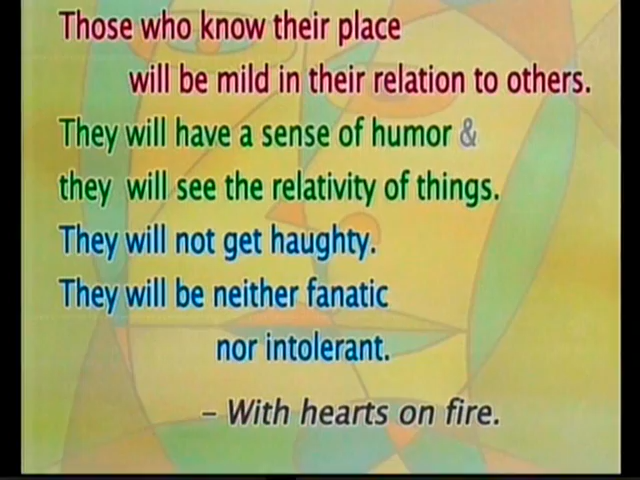 Those who know their place
will be mild in their relation to others.
They will have a sense of humor &
they will see the relativity of things.
They will not get haughty.
They will be neither fanatic
nor intolerant.
– With hearts on fire.